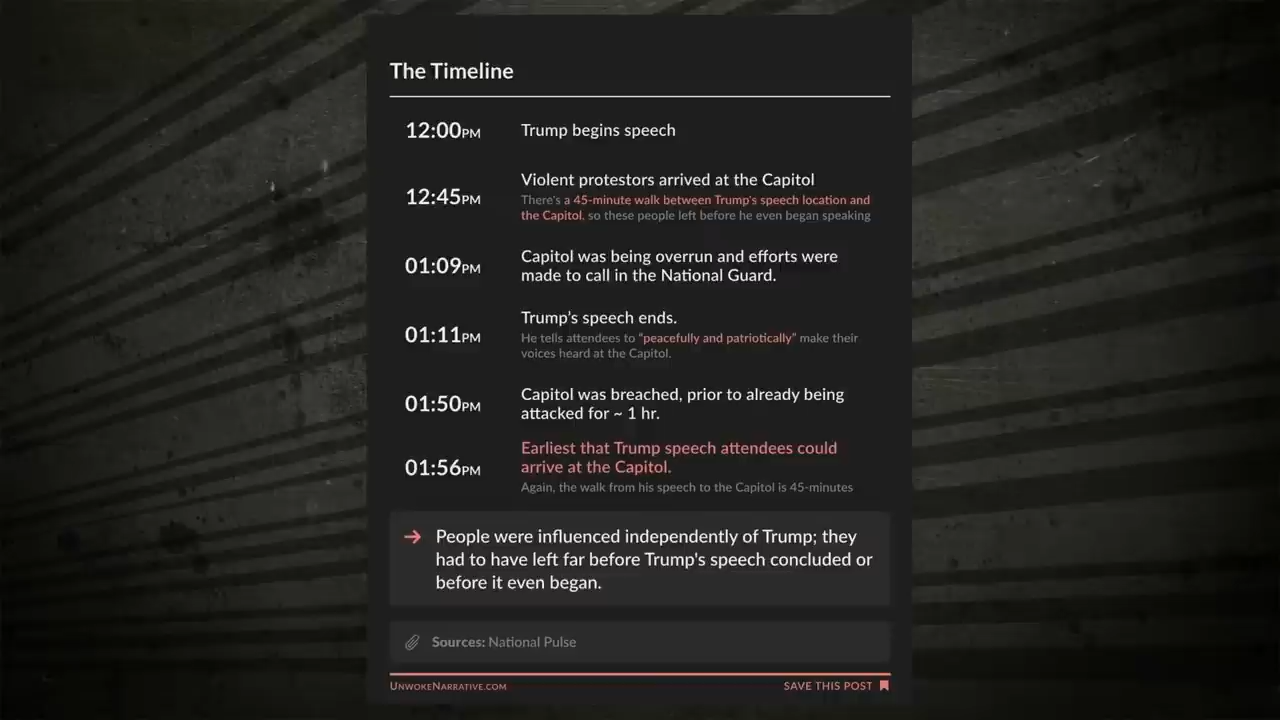 The Timeline
12:00PM
Trump begins speech
12:45PM
Violent protestors arrived at the Capitol
There's a 45-minute walk between Trump's speech location and
the Capitol, so these people left before he even began speaking
01:09PM
Capitol was being overrun and efforts were
made to call in the National Guard.
01:11PM
Trump's speech ends.
He tells attendees to "peacefully and patriotically" make their
voices heard at the Capitol.
01:50PM
Capitol was breached, prior to already being
attacked for ~ 1 hr.
01:56PM
Earliest that Trump speech attendees could
arrive at the Capitol.
Again, the walk from his speech to the Capitol is 45-minutes
→ People were influenced independently of Trump; they
had to have left far before Trump's speech concluded or
before it even began.
Sources: National Pulse
UNWOKENARRATIVE.COM
SAVE THIS POST